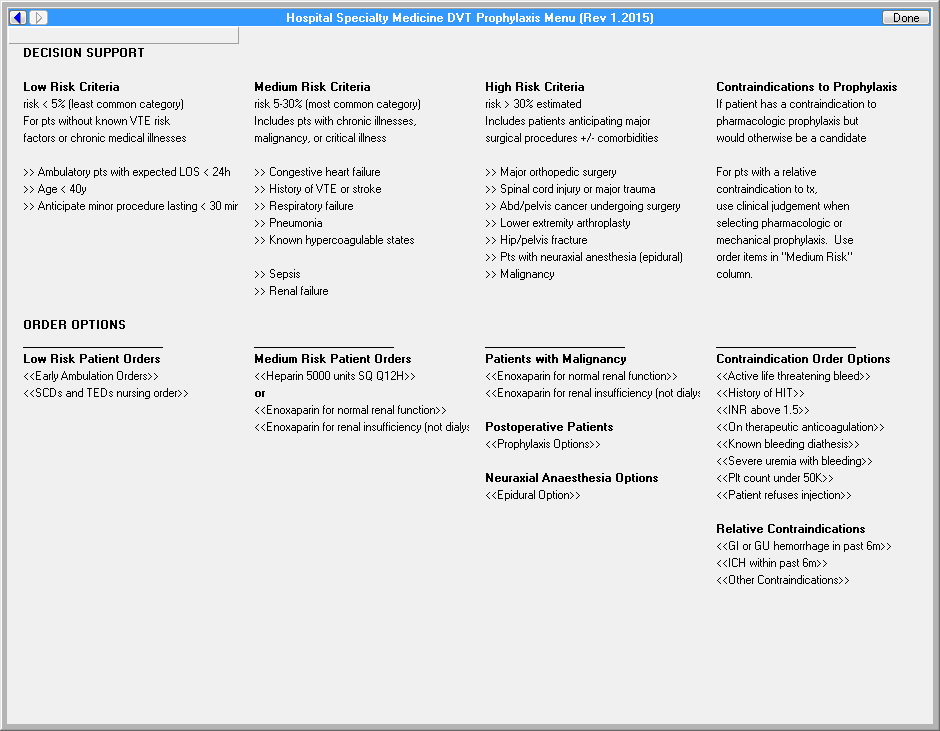 Hospital Specialty Medicine DVT Prophylaxis Menu (Rev 1.2015)
Done
DECISION SUPPORT
Low Risk Criteria
risk < 5% (least common category)
For pts without known VTE risk
factors or chronic medical illnesses
>> Ambulatory pts with expected LOS < 24h
>> Age < 40y
>> Anticipate minor procedure lasting < 30 mir
Medium Risk Criteria
risk 5-30% (most common category)
Includes pts with chronic illnesses,
malignancy, or critical illness
>> Congestive heart failure
>> History of VTE or stroke
>> Respiratory failure
>> Pneumonia
>> Known hypercoagulable states
>> Sepsis
>> Renal failure
High Risk Criteria
risk > 30% estimated
Includes patients anticipating major
surgical procedures +/- comorbidities
>> Major orthopedic surgery
>> Spinal cord injury or major trauma
>> Abd/pelvis cancer undergoing surgery
>> Lower extremity arthroplasty
>> Hip/pelvis fracture
>> Pts with neuraxial anesthesia (epidural)
>> Malignancy
Contraindications to Prophylaxis
If patient has a contraindication to
pharmacologic prophylaxis but
would otherwise be a candidate
For pts with a relative
contraindication to tx,
use clinical judgement when
selecting pharmacologic or
mechanical prophylaxis. Use
order items in "Medium Risk"
column.
ORDER OPTIONS
Low Risk Patient Orders
<<Early Ambulation Orders>>
<<SCDs and TEDs nursing order>>
Medium Risk Patient Orders
<<Heparin 5000 units SQ Q12H>>
or
<<Enoxaparin for normal renal function>>
<<Enoxaparin for renal insufficiency (not dialys
Patients with Malignancy
<<Enoxaparin for normal renal function>>
<<Enoxaparin for renal insufficiency (not dialys
Postoperative Patients
<<Prophylaxis Options>>
Neuraxial Anaesthesia Options
<<Epidural Option>>
Contraindication Order Options
<<Active life threatening bleed>>
<<History of HIT>>
<<INR above 1.5>>
<<On therapeutic anticoagulation>>
<<Known bleeding diathesis>>
<<Severe uremia with bleeding>>
<<Plt count under 50K>>
<<Patient refuses injection>>
Relative Contraindications
<<GI or GU hemorrhage in past 6m>>
<<ICH within past 6m>>
<<Other Contraindications>>